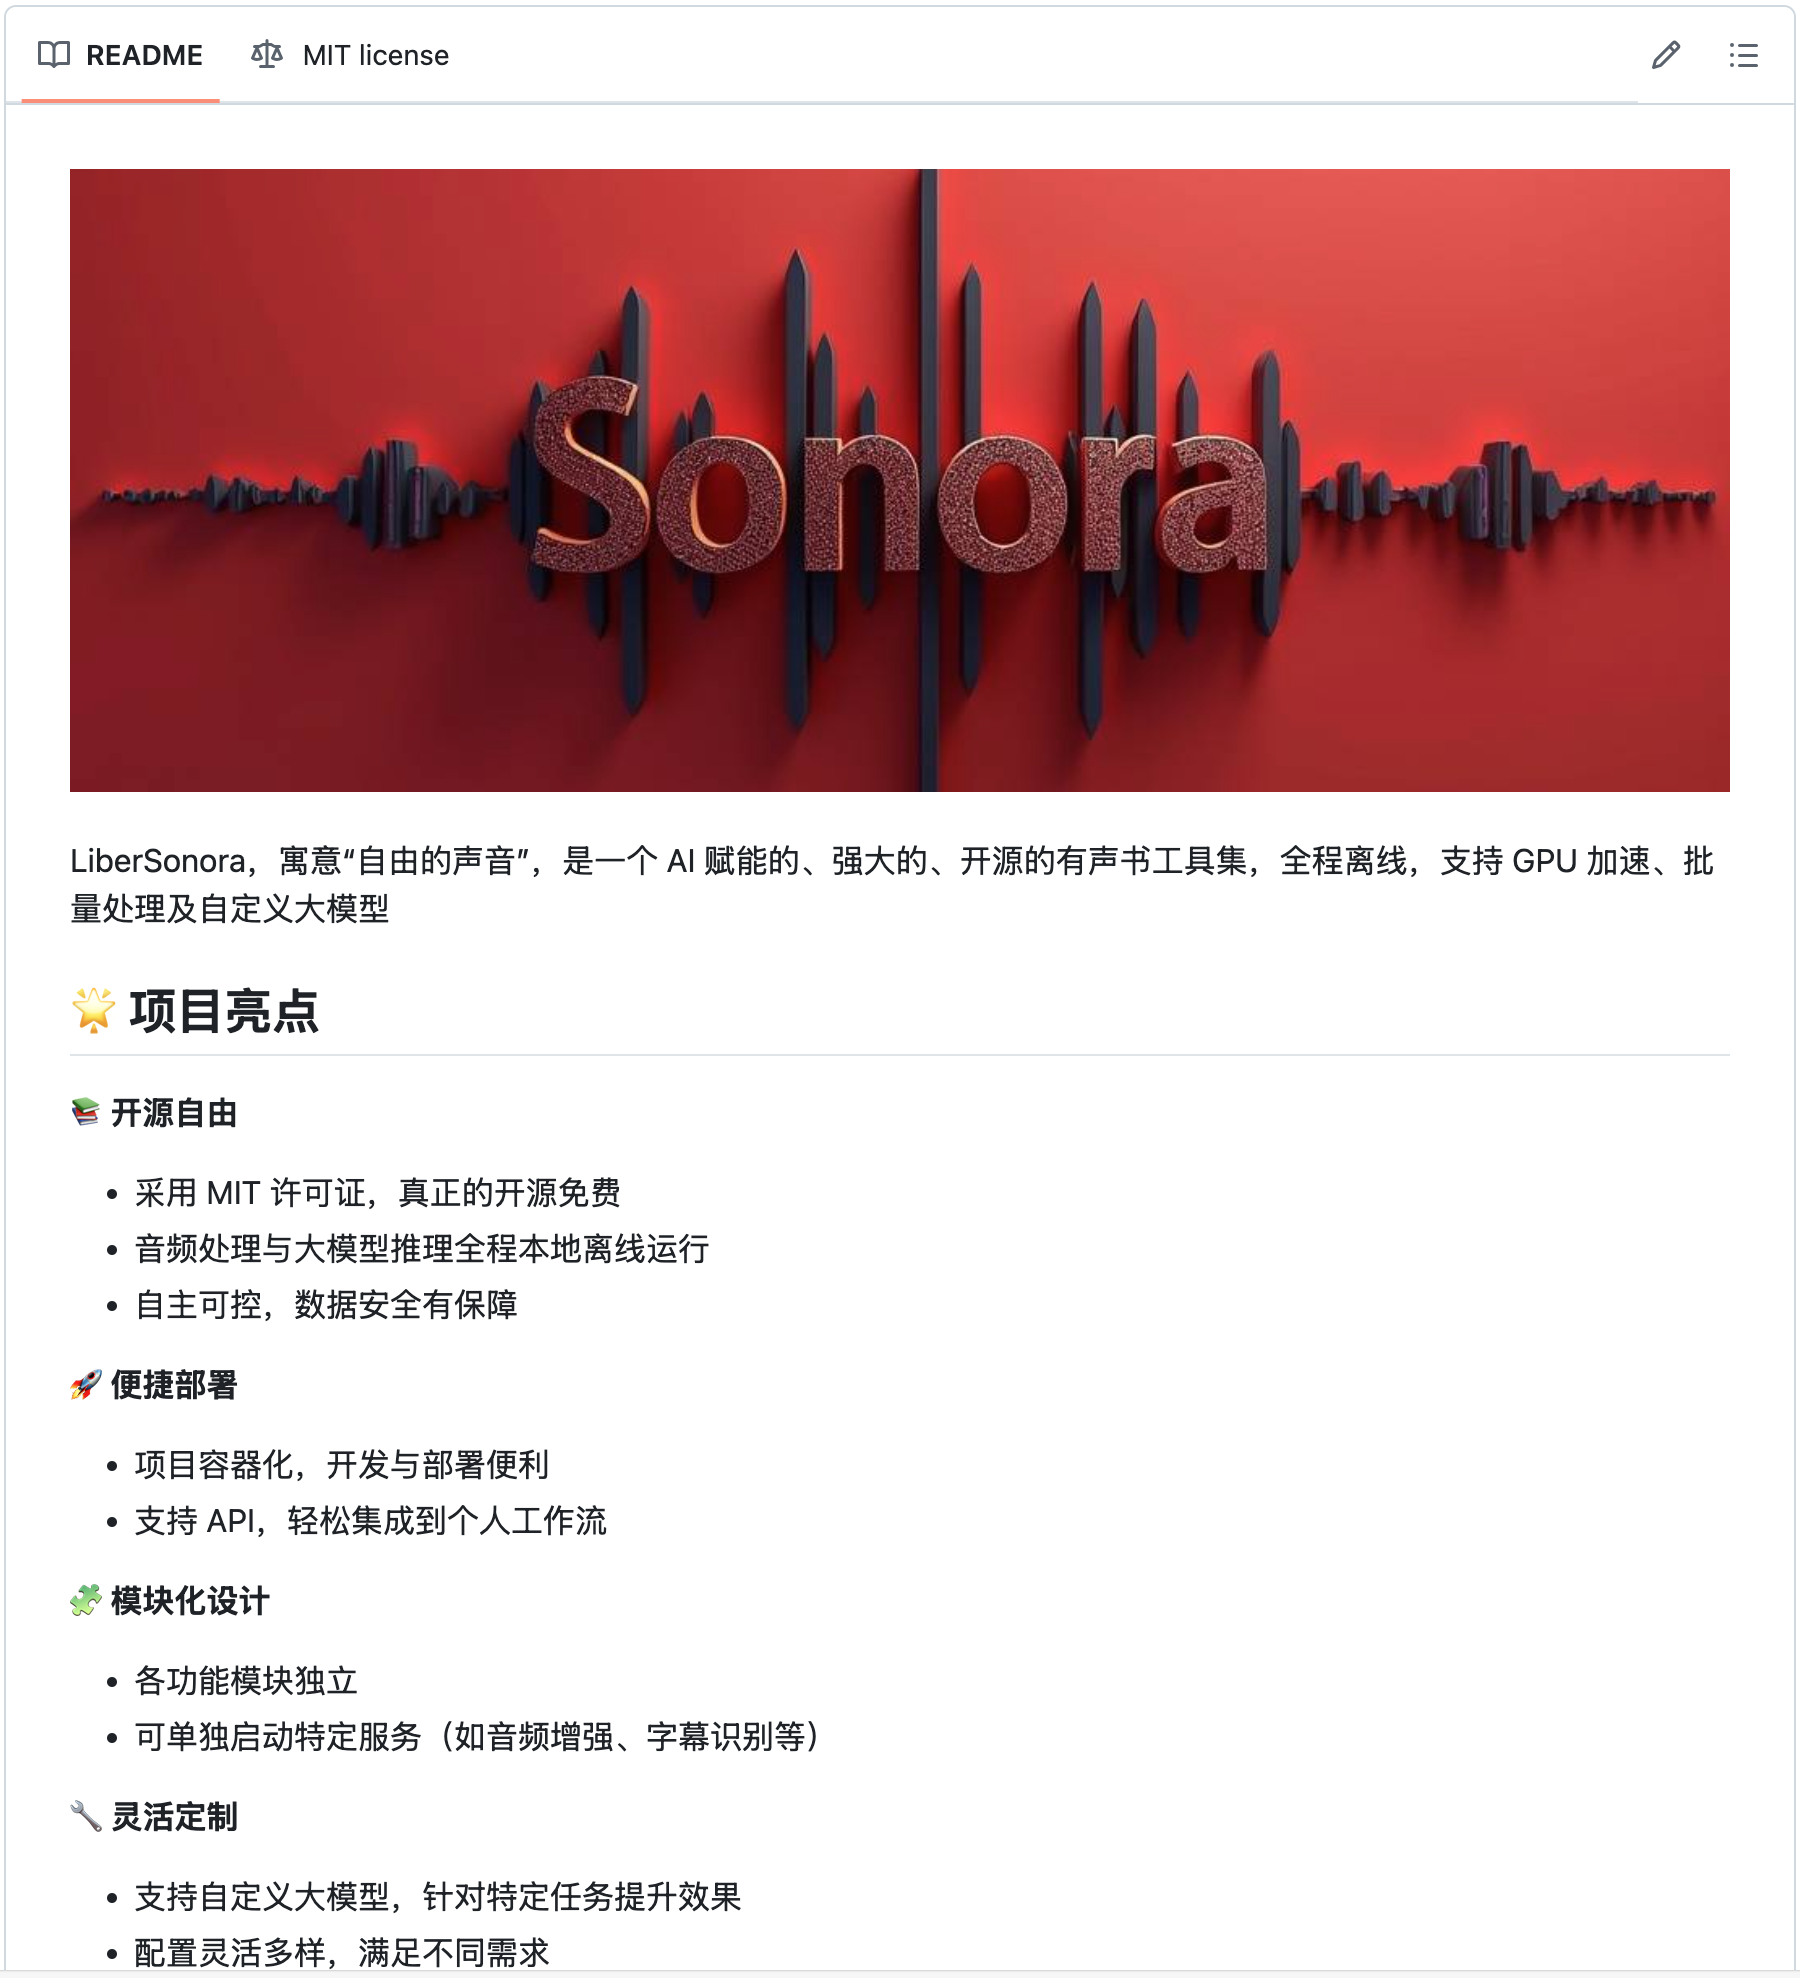 README
MIT license
Sonora
LiberSonora，寓意“自由的声音”，是一个 AI 赋能的、强大的、开源的有声书工具集，全程离线，支持 GPU 加速、批
量处理及自定义大模型
🌟 项目亮点
📚 开源自由
• 采用 MIT 许可证，真正的开源免费
• 音频处理与大模型推理全程本地离线运行
• 自主可控，数据安全有保障
🚀 便捷部署
• 项目容器化，开发与部署便利
• 支持 API，轻松集成到个人工作流
🧩 模块化设计
• 各功能模块独立
• 可单独启动特定服务（如音频增强、字幕识别等）
🔧 灵活定制
• 支持自定义大模型，针对特定任务提升效果
• 配置灵活多样，满足不同需求